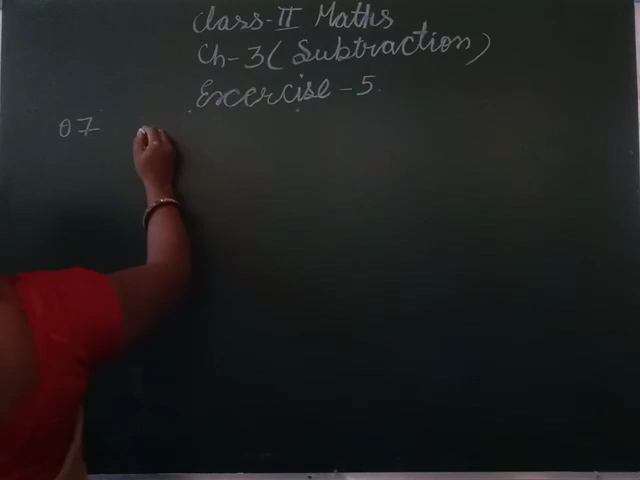 Class-II Maths
Ch-3 (Subtraction)
Excercise-5.
07